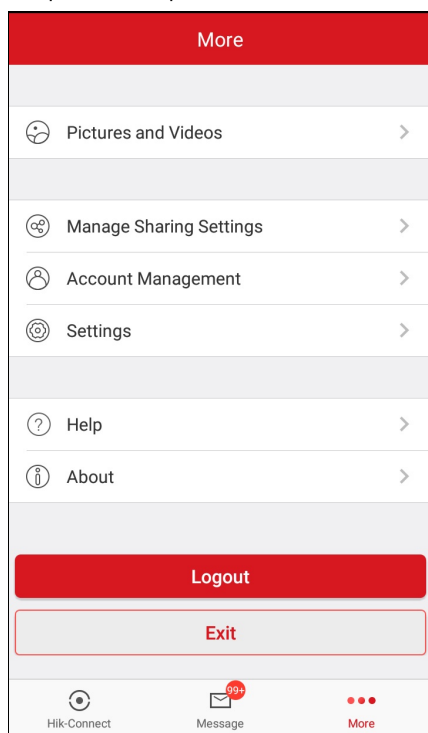 More
Pictures and Videos
Manage Sharing Settings
Account Management
Settings
? Help
About
Logout
Exit
99+
Hik-Connect Message More